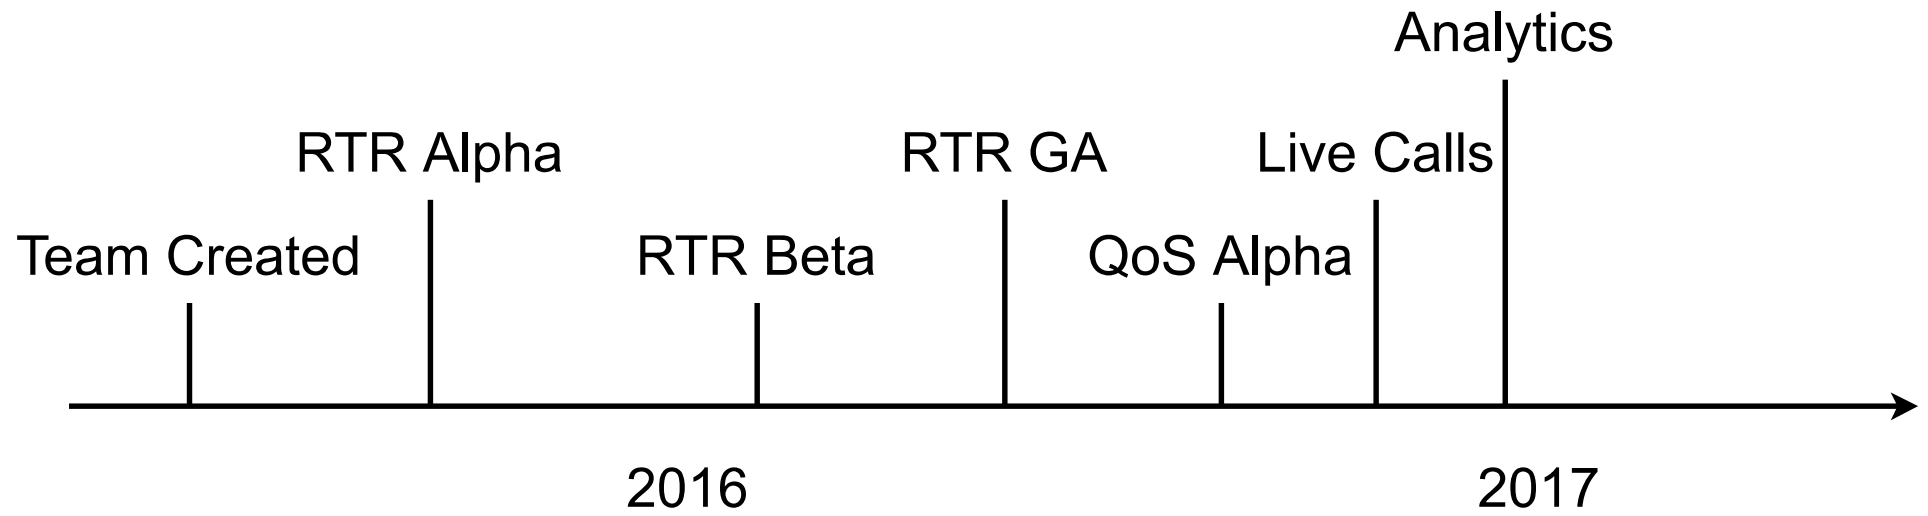 Analytics
RTR Alpha
RTR GA
Live Calls
Team Created
RTR Beta
QoS Alpha
2016
2017